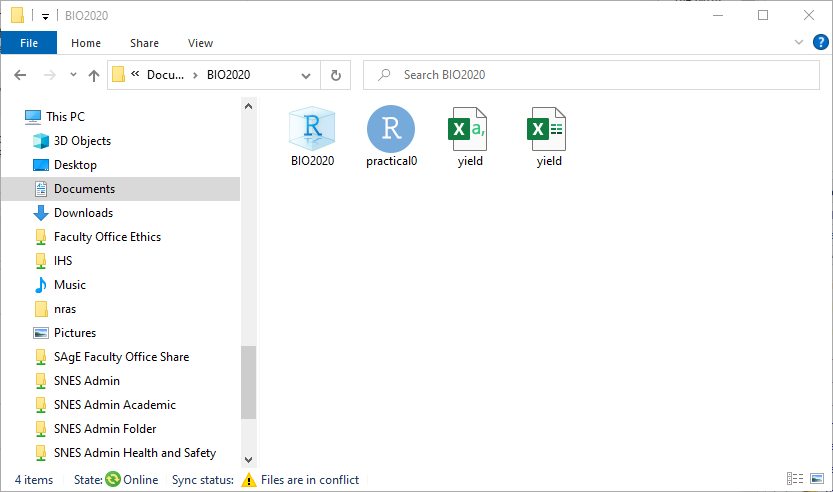 BIO2020
File Home Share View
Docu... BIO2020 Search BIO2020
This PC
3D Objects
Desktop
Documents
Downloads
Faculty Office Ethics
IHS
Music
nras
Pictures
SAgE Faculty Office Share
SNES Admin
SNES Admin Academic
SNES Admin Folder
SNES Admin Health and Safety
R R X a, X
BIO2020 practical0 yield yield
4 items State: Online Sync status: Files are in conflict